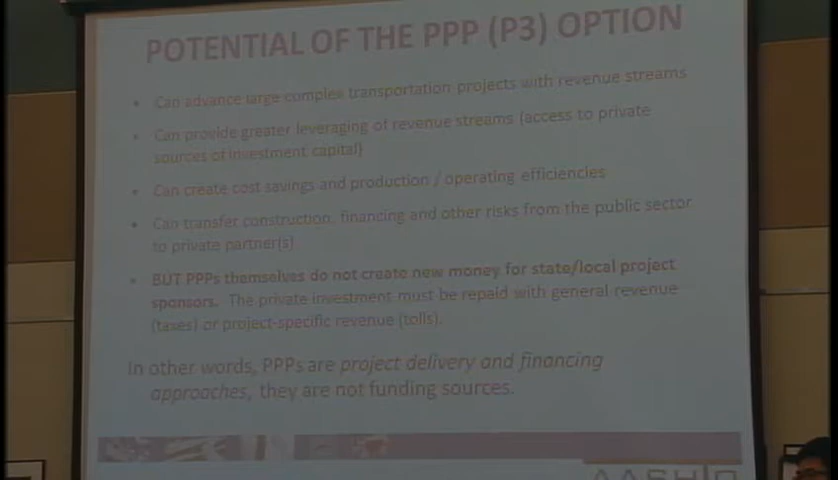 POTENTIAL OF THE PPP (P3) OPTION
• Can advance large complex transportation projects with revenue streams
• Can provide greater leveraging of revenue streams (access to private
sources of investment capital)
• Can create cost savings and production / operating efficiencies
• Can transfer construction, financing and other risks from the public sector
to private partner(s)
• BUT PPPs themselves do not create new money for state/local project
sponsors. The private investment must be repaid with general revenue
(taxes) or project-specific revenue (tolls).
In other words, PPPs are project delivery and financing
approaches, they are not funding sources.
AASHTO